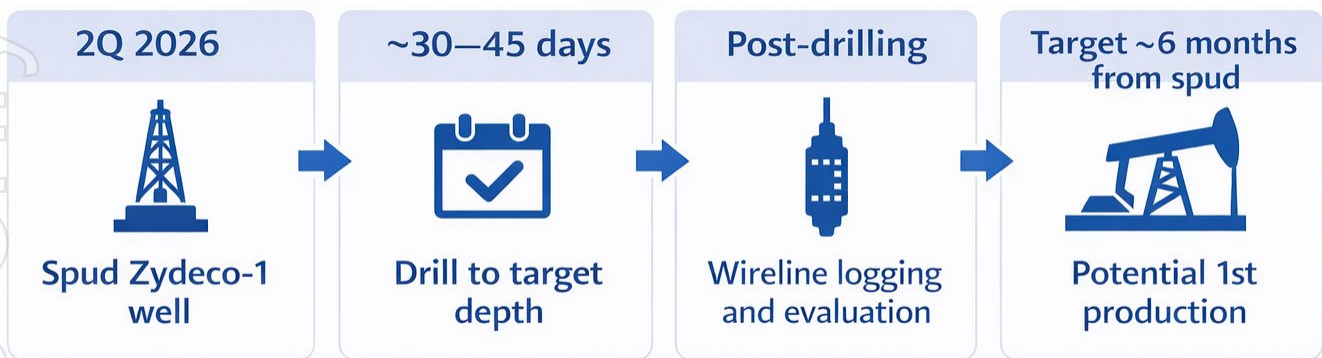 2Q 2026
Spud Zydeco-1
well
~30—45 days
Drill to target
depth
Post-drilling
Wireline logging
and evaluation
Target ~6 months
from spud
Potential 1st
production